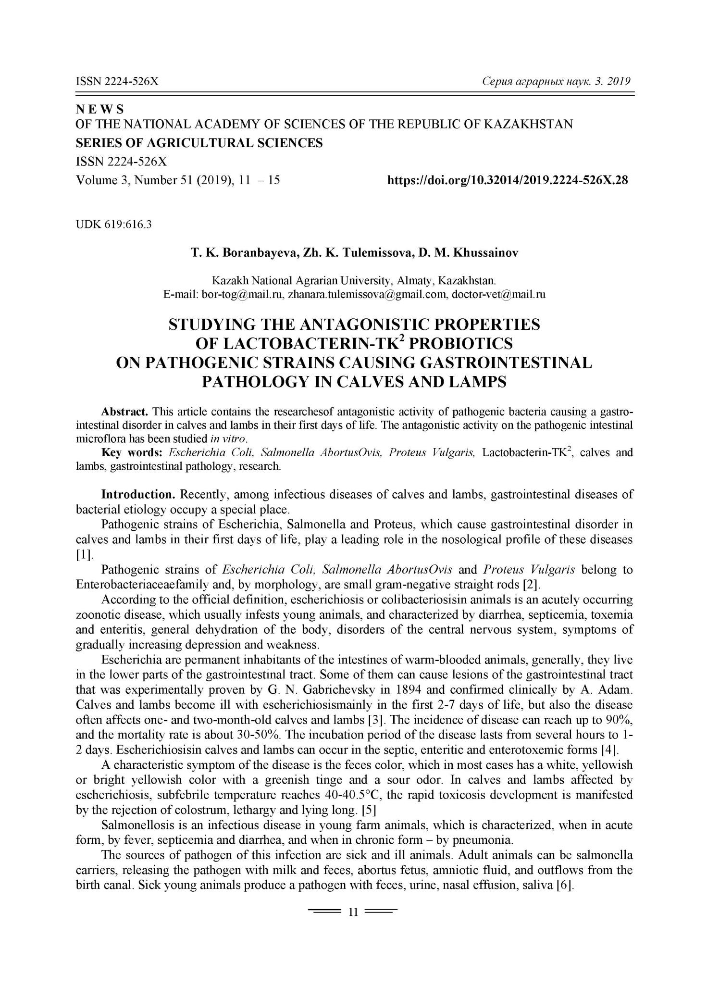 ISSN 2224-526X Серия аграрных наук. 3. 2019
N E W S
OF THE NATIONAL ACADEMY OF SCIENCES OF THE REPUBLIC OF KAZAKHSTAN
SERIES OF AGRICULTURAL SCIENCES
ISSN 2224-526X
Volume 3, Number 51 (2019), 11 – 15 https://doi.org/10.32014/2019.2224-526X.28
UDK 619:616.3
T. K. Boranbayeva, Zh. K. Tulemissova, D. M. Khussainov
Kazakh National Agrarian University, Almaty, Kazakhstan.
E-mail: bor-tog@mail.ru, zhanara.tulemissova@gmail.com, doctor-vet@mail.ru
STUDYING THE ANTAGONISTIC PROPERTIES
OF LACTOBACTERIN-TK² PROBIOTICS
ON PATHOGENIC STRAINS CAUSING GASTROINTESTINAL
PATHOLOGY IN CALVES AND LAMPS
Abstract. This article contains the researchesof antagonistic activity of pathogenic bacteria causing a gastro-
intestinal disorder in calves and lambs in their first days of life. The antagonistic activity on the pathogenic intestinal
microflora has been studied in vitro.
Key words: Escherichia Coli, Salmonella AbortusOvis, Proteus Vulgaris, Lactobacterin-TK², calves and
lambs, gastrointestinal pathology, research.
Introduction. Recently, among infectious diseases of calves and lambs, gastrointestinal diseases of
bacterial etiology occupy a special place.
Pathogenic strains of Escherichia, Salmonella and Proteus, which cause gastrointestinal disorder in
calves and lambs in their first days of life, play a leading role in the nosological profile of these diseases
[1].
Pathogenic strains of Escherichia Coli, Salmonella AbortusOvis and Proteus Vulgaris belong to
Enterobacteriaceaefamily and, by morphology, are small gram-negative straight rods [2].
According to the official definition, escherichiosis or colibacteriosisin animals is an acutely occurring
zoonotic disease, which usually infests young animals, and characterized by diarrhea, septicemia, toxemia
and enteritis, general dehydration of the body, disorders of the central nervous system, symptoms of
gradually increasing depression and weakness.
Escherichia are permanent inhabitants of the intestines of warm-blooded animals, generally, they live
in the lower parts of the gastrointestinal tract. Some of them can cause lesions of the gastrointestinal tract
that was experimentally proven by G. N. Gabrichevsky in 1894 and confirmed clinically by A. Adam.
Calves and lambs become ill with escherichiosismainly in the first 2-7 days of life, but also the disease
often affects one- and two-month-old calves and lambs [3]. The incidence of disease can reach up to 90%,
and the mortality rate is about 30-50%. The incubation period of the disease lasts from several hours to 1-
2 days. Escherichiosisin calves and lambs can occur in the septic, enteritic and enterotoxemic forms [4].
A characteristic symptom of the disease is the feces color, which in most cases has a white, yellowish
or bright yellowish color with a greenish tinge and a sour odor. In calves and lambs affected by
escherichiosis, subfebrile temperature reaches 40-40.5°C, the rapid toxicosis development is manifested
by the rejection of colostrum, lethargy and lying long. [5]
Salmonellosis is an infectious disease in young farm animals, which is characterized, when in acute
form, by fever, septicemia and diarrhea, and when in chronic form – by pneumonia.
The sources of pathogen of this infection are sick and ill animals. Adult animals can be salmonella
carriers, releasing the pathogen with milk and feces, abortus fetus, amniotic fluid, and outflows from the
birth canal. Sick young animals produce a pathogen with feces, urine, nasal effusion, saliva [6].
11